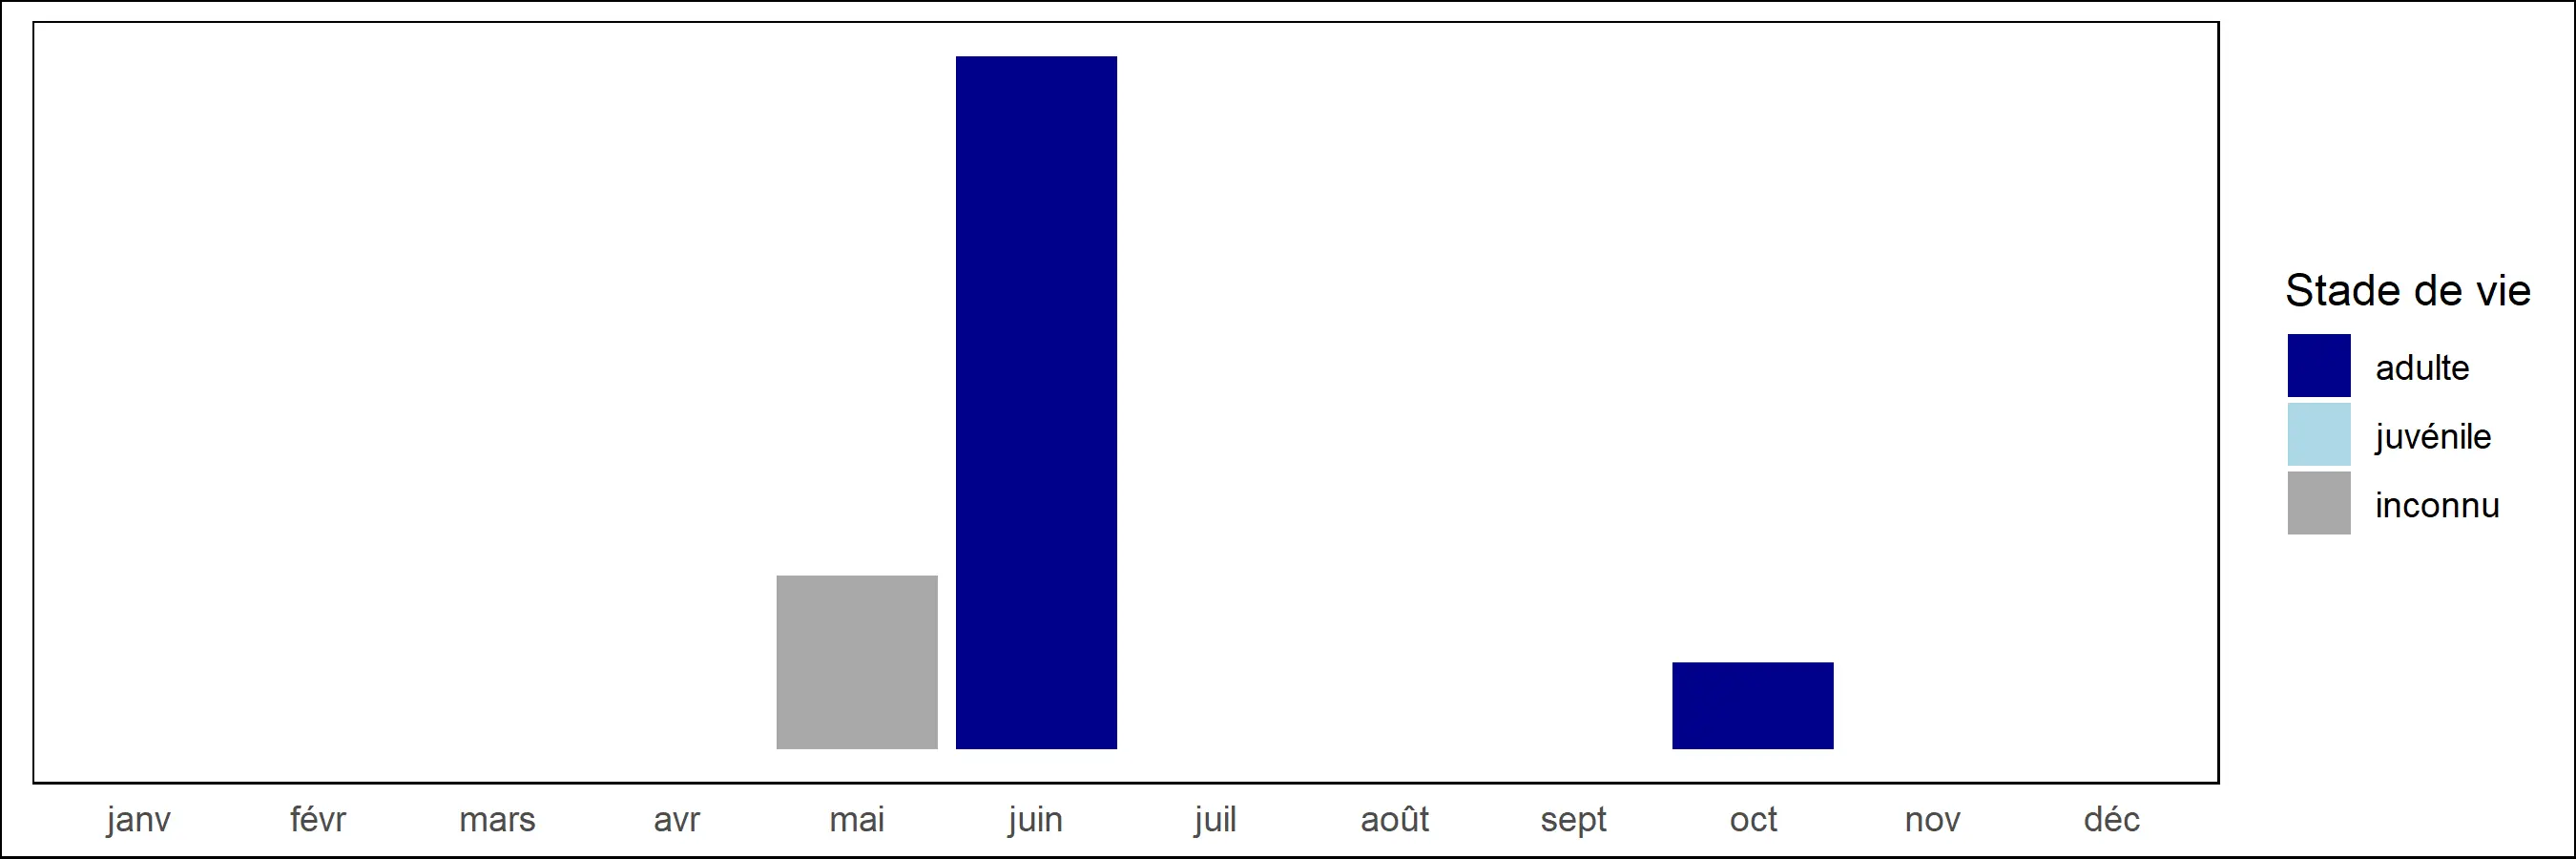 Stade de vie
adulte
juvénile
inconnu
janv févr mars avr mai juin juil août sept oct nov déc